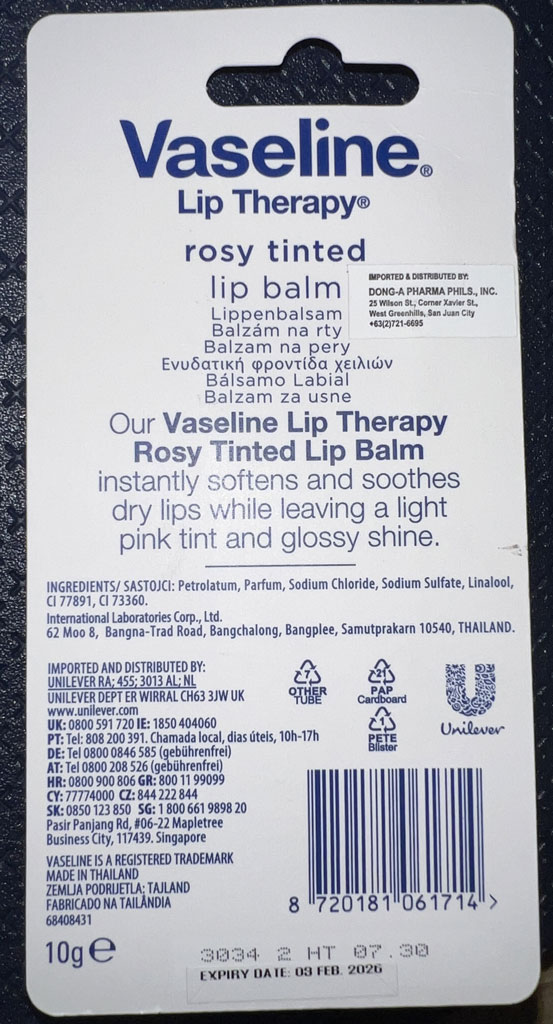 Vaseline®
Lip Therapy®
rosy tinted
lip balm
IMPORTED & DISTRIBUTED BY:
DONG-A PHARMA PHILS., INC.
25 Wilson St., Corner Xavier St.,
West Greenhills, San Juan City
+63(2)721-6695
Lippenbalsam
Balzám na rty
Balzam na pery
Ενυδατική φροντίδα χειλιών
Bálsamo Labial
Balzam za usne
Our Vaseline Lip Therapy
Rosy Tinted Lip Balm
instantly softens and soothes
dry lips while leaving a light
pink tint and glossy shine.
INGREDIENTS/ SASTOJCI: Petrolatum, Parfum, Sodium Chloride, Sodium Sulfate, Linalool,
CI 77891, CI 73360.
International Laboratories Corp., Ltd.
62 Moo 8, Bangna-Trad Road, Bangchalong, Bangplee, Samutprakarn 10540, THAILAND.
IMPORTED AND DISTRIBUTED BY:
UNILEVER RA; 455; 3013 AL; NL
UNILEVER DEPT ER WIRRAL CH63 3JW UK
www.unilever.com
UK: 0800 591 720 IE: 1850 404060
PT: Tel: 808 200 391. Chamada local, dias úteis, 10h-17h
DE: Tel 0800 0846 585 (gebührenfrei)
AT: Tel 0800 208 526 (gebührenfrei)
HR: 0800 900 806 GR: 800 11 99099
CY: 77774000 CZ: 844 222 844
SK: 0850 123 850 SG: 1 800 661 9898 20
Pasir Panjang Rd, #06-22 Mapletree
Business City, 117439. Singapore
VASELINE IS A REGISTERED TRADEMARK
MADE IN THAILAND
ZEMLJA PODRIJETLA: TAJLAND
FABRICADO NA TAILÂNDIA
68408431
7
OTHER
TUBE
21
PAP
Cardboard
1
PETE
Blister
Unilever
8 720181 061714 >
10g e
3034 2 HT 07.30
EXPIRY DATE: 03 FEB. 2026